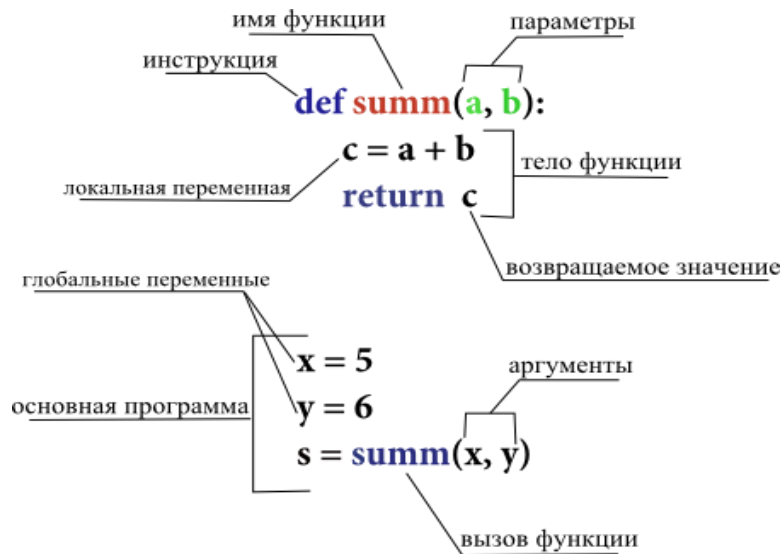 имя функции
параметры
инструкция
def summ(a, b):
c = a + b
тело функции
локальная переменная
return c
возвращаемое значение
глобальные переменные
x = 5
аргументы
основная программа
y = 6
s = summ(x, y)
вызов функции